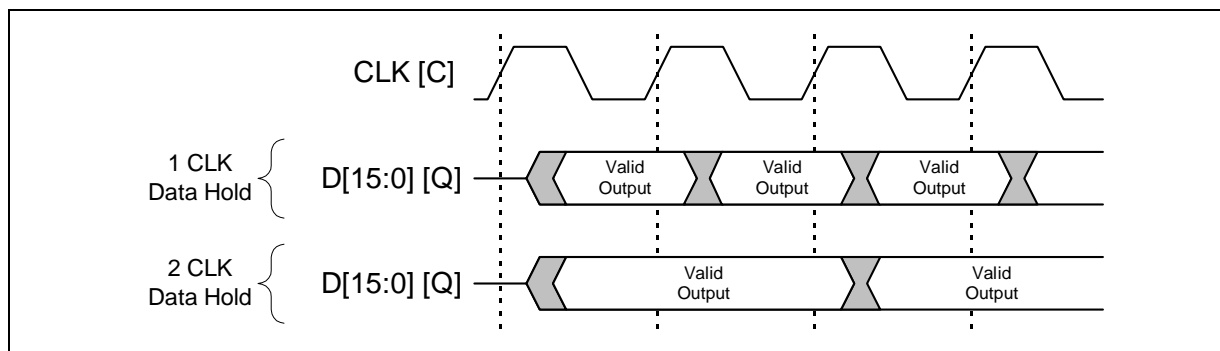 CLK [C]
1 CLK
Data Hold
D[15:0] [Q]
Valid
Output
Valid
Output
Valid
Output
2 CLK
Data Hold
D[15:0] [Q]
Valid
Output
Valid
Output